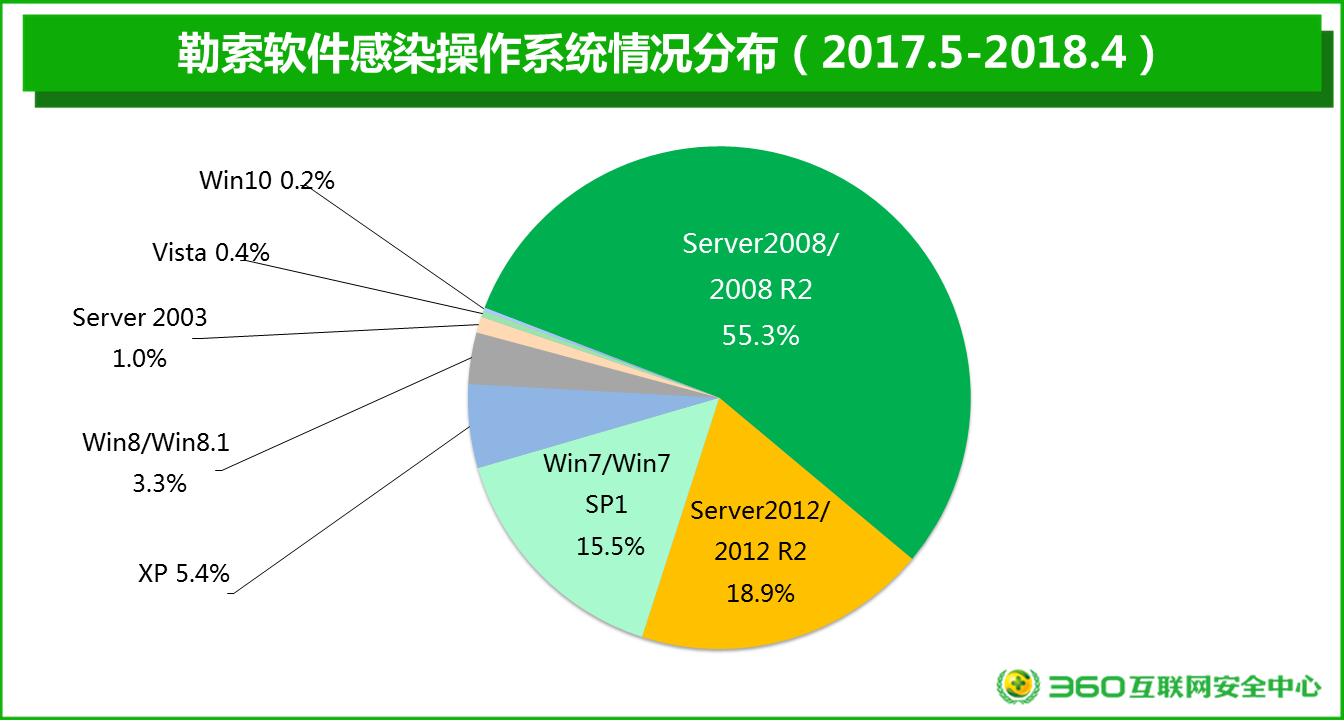 勒索软件感染操作系统情况分布（2017.5-2018.4）
Win10 0.2%
Vista 0.4%
Server 2003
1.0%
Win8/Win8.1
3.3%
XP 5.4%
Server2008/
2008 R2
55.3%
Win7/Win7
SP1
15.5%
Server2012/
2012 R2
18.9%
360互联网安全中心